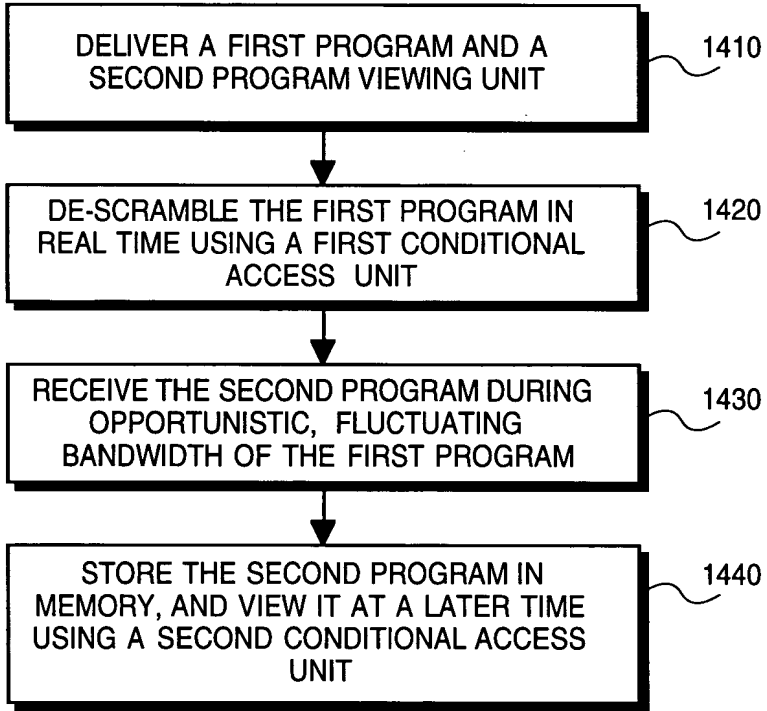 DELIVER A FIRST PROGRAM AND A
SECOND PROGRAM VIEWING UNIT
1410
DE-SCRAMBLE THE FIRST PROGRAM IN
REAL TIME USING A FIRST CONDITIONAL
ACCESS UNIT
1420
RECEIVE THE SECOND PROGRAM DURING
OPPORTUNISTIC, FLUCTUATING
BANDWIDTH OF THE FIRST PROGRAM
1430
STORE THE SECOND PROGRAM IN
MEMORY, AND VIEW IT AT A LATER TIME
USING A SECOND CONDITIONAL ACCESS
UNIT
1440